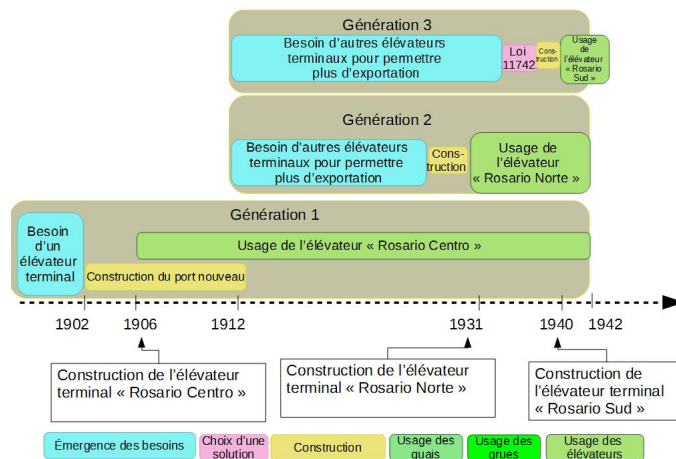 Génération 3
Besoin d'autres élévateurs
terminaux pour permettre
plus d'exportation
Loi
11742
Cons-
truction
Usage
de
l'élévateur
« Rosario
Sud »
Génération 2
Besoin d'autres élévateurs
terminaux pour permettre
plus d'exportation
Cons-
truction
Usage de
l'élévateur
« Rosario Norte »
Génération 1
Besoin
d'un
élévateur
terminal
Usage de l'élévateur « Rosario Centro »
Construction du port nouveau
1902
1906
1912
1931
1940
1942
Construction de l'élévateur
terminal « Rosario Centro »
Construction de l'élévateur
terminal « Rosario Norte »
Construction de
l'élévateur terminal
« Rosario Sud »
Émergence des besoins
Choix d'une
solution
Construction
Usage des
quais
Usage des
grues
Usage des
élévateurs